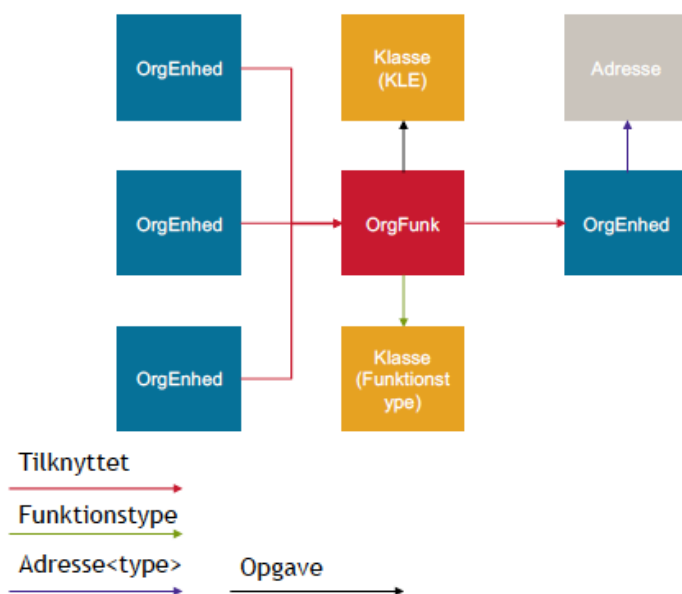 OrgEnhed
Klasse
(KLE)
Adresse
OrgEnhed
OrgFunk
OrgEnhed
OrgEnhed
Klasse
(Funktionst
ype)
Tilknyttet
Funktionstype
Adresse<type>
Opgave